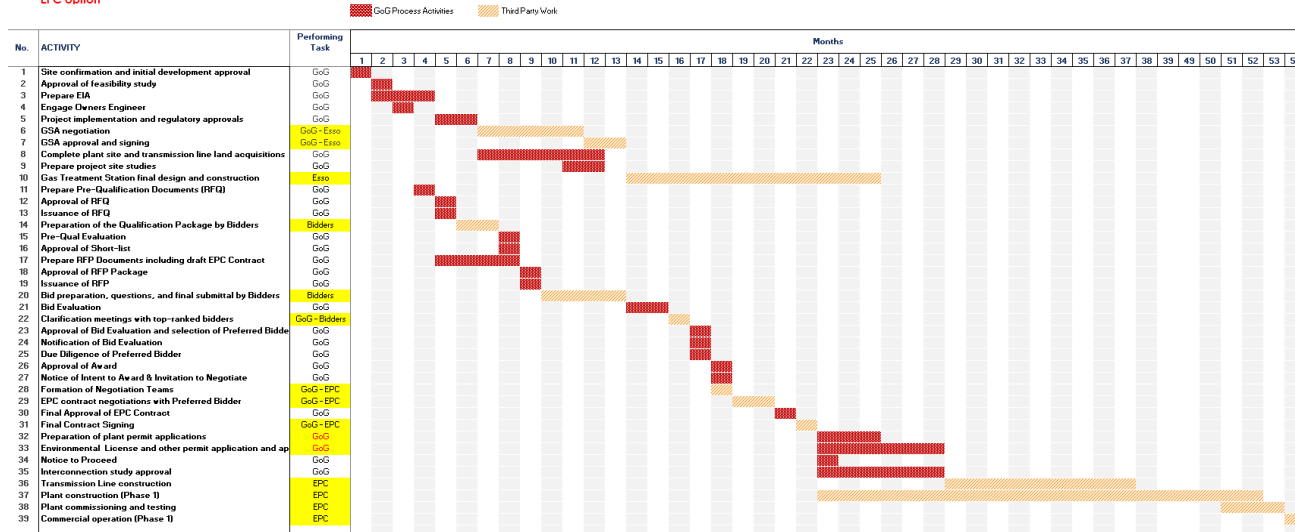 EPC Option
GoG Process Activities Third Party Work
No. ACTIVITY Performing Task Months
1 2 3 4 5 6 7 8 9 10 11 12 13 14 15 16 17 18 19 20 21 22 23 24 25 26 27 28 29 30 31 32 33 34 35 36 37 38 39 49 50 51 52 53 5
1 Site confirmation and initial development approval GoG
2 Approval of feasibility study GoG
3 Prepare EIA GoG
4 Engage Owners Engineer GoG
5 Project implementation and regulatory approvals GoG
6 GSA negotiation GoG - Esso
7 GSA approval and signing GoG - Esso
8 Complete plant site and transmission line land acquisitions GoG
9 Prepare project site studies GoG
10 Gas Treatment Station final design and construction Esso
11 Prepare Pre-Qualification Documents (RFQ) GoG
12 Approval of RFQ GoG
13 Issuance of RFQ GoG
14 Preparation of the Qualification Package by Bidders Bidders
15 Pre-Qual Evaluation GoG
16 Approval of Short-list GoG
17 Prepare RFP Documents including draft EPC Contract GoG
18 Approval of RFP Package GoG
19 Issuance of RFP GoG
20 Bid preparation, questions, and final submittal by Bidders Bidders
21 Bid Evaluation GoG
22 Clarification meetings with top-ranked bidders GoG - Bidders
23 Approval of Bid Evaluation and selection of Preferred Bidde GoG
24 Notification of Bid Evaluation GoG
25 Due Diligence of Preferred Bidder GoG
26 Approval of Award GoG
27 Notice of Intent to Award & Invitation to Negotiate GoG
28 Formation of Negotiation Teams GoG - EPC
29 EPC contract negotiations with Preferred Bidder GoG - EPC
30 Final Approval of EPC Contract GoG
31 Final Contract Signing GoG - EPC
32 Preparation of plant permit applications GoG
33 Environmental License and other permit application and ap GoG
34 Notice to Proceed GoG
35 Interconnection study approval GoG
36 Transmission Line construction EPC
37 Plant construction (Phase 1) EPC
38 Plant commissioning and testing EPC
39 Commercial operation (Phase 1) EPC